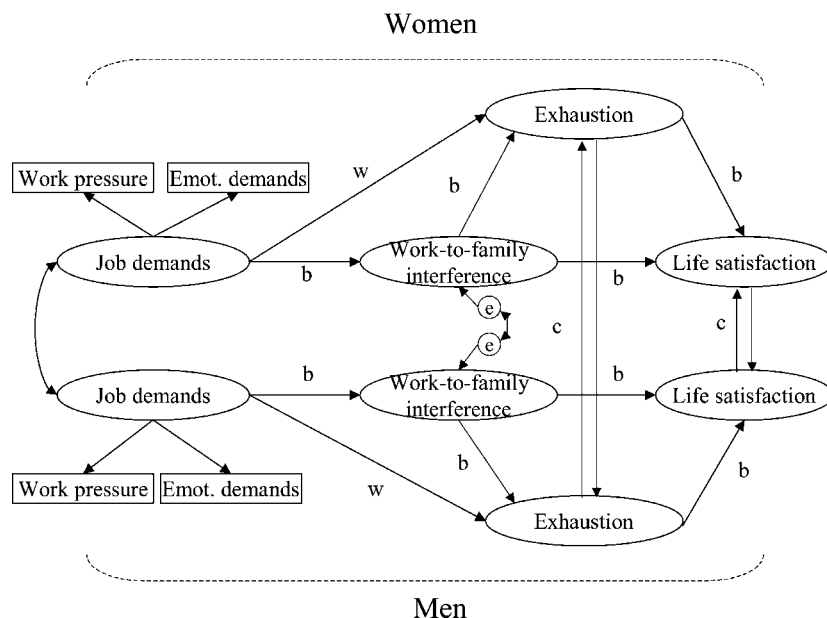 Women
Exhaustion
w
b
b
Work pressure
Emot. demands
Job demands
b
Work-to-family
interference
b
Life satisfaction
e
c
c
e
Job demands
b
Work-to-family
interference
b
Life satisfaction
b
b
Work pressure
Emot. demands
w
Exhaustion
Men